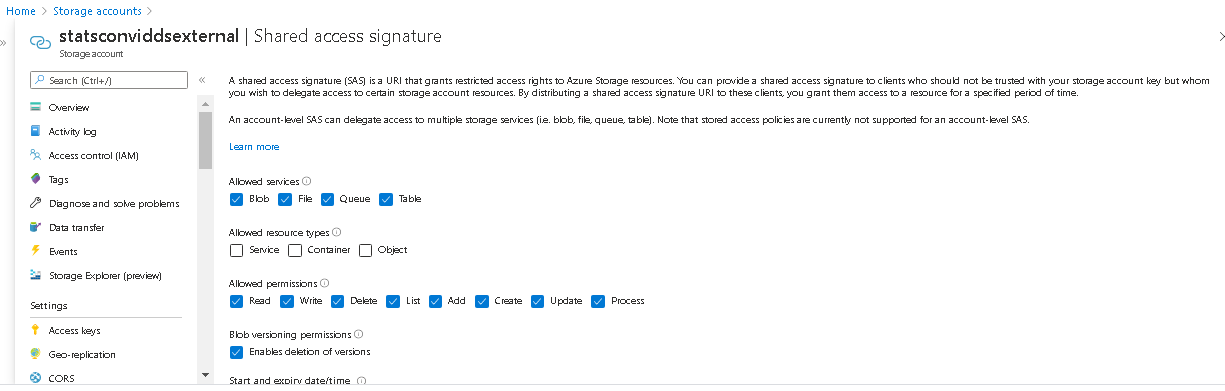 Home > Storage accounts >
statsconviddsexternal | Shared access signature
Storage account
Search (Ctrl+/)
Overview
Activity log
Access control (IAM)
Tags
Diagnose and solve problems
Data transfer
Events
Storage Explorer (preview)
Settings
Access keys
Geo-replication
CORS
A shared access signature (SAS) is a URI that grants restricted access rights to Azure Storage resources. You can provide a shared access signature to clients who should not be trusted with your storage account key but whom
you wish to delegate access to certain storage account resources. By distributing a shared access signature URI to these clients, you grant them access to a resource for a specified period of time.
An account-level SAS can delegate access to multiple storage services (i.e. blob, file, queue, table). Note that stored access policies are currently not supported for an account-level SAS.
Learn more
Allowed services
Blob File Queue Table
Allowed resource types
Service Container Object
Allowed permissions
Read Write Delete List Add Create Update Process
Blob versioning permissions
Enables deletion of versions
Start and expiry date/time